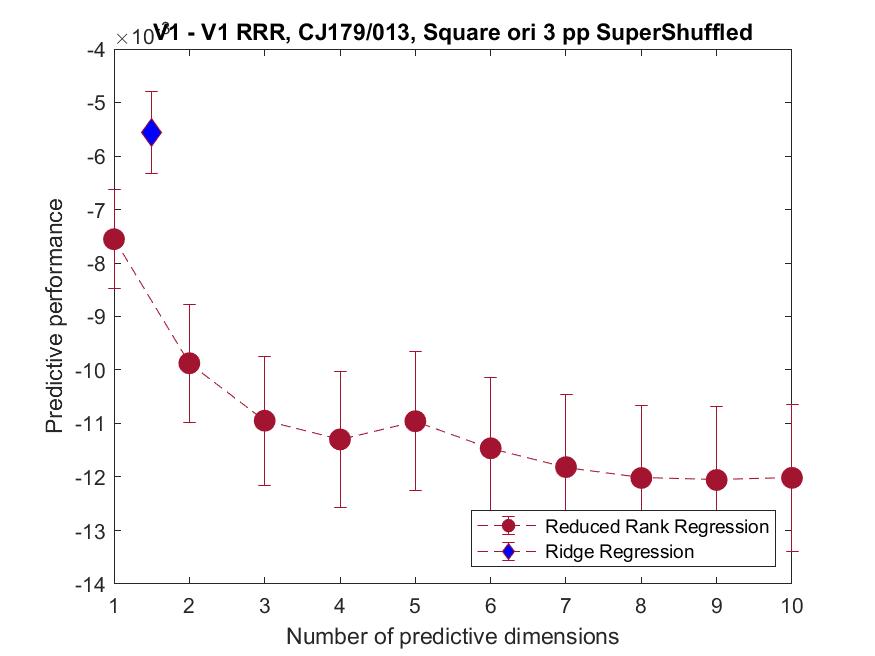 ×10-3
V1 - V1 RRR, CJ179/013, Square ori 3 pp SuperShuffled
-4
-5
-6
-7
-8
-9
-10
-11
-12
-13
-14
Predictive performance
Reduced Rank Regression
Ridge Regression
1 2 3 4 5 6 7 8 9 10
Number of predictive dimensions